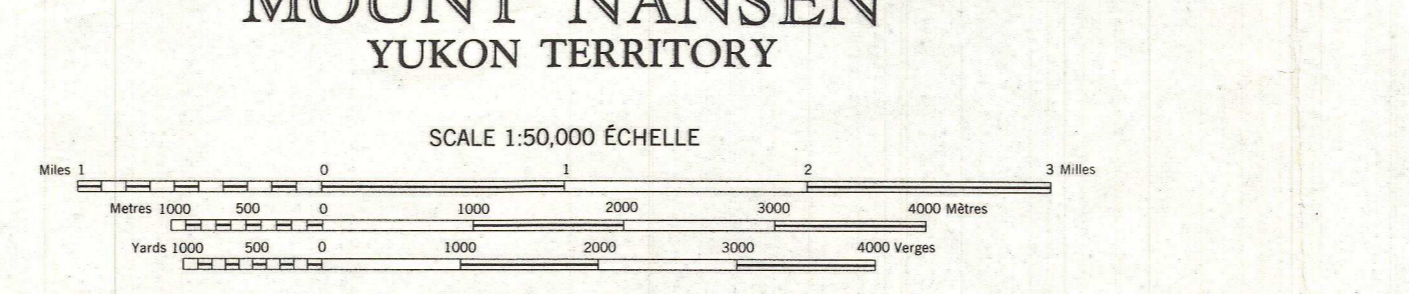 MOUNT NANSEN
YUKON TERRITORY
SCALE 1:50,000 ÉCHELLE
Miles 1 0 1 2 3 Milles
Metres 1000 500 0 1000 2000 3000 4000 Mètres
Yards 1000 500 0 1000 2000 3000 4000 Verges